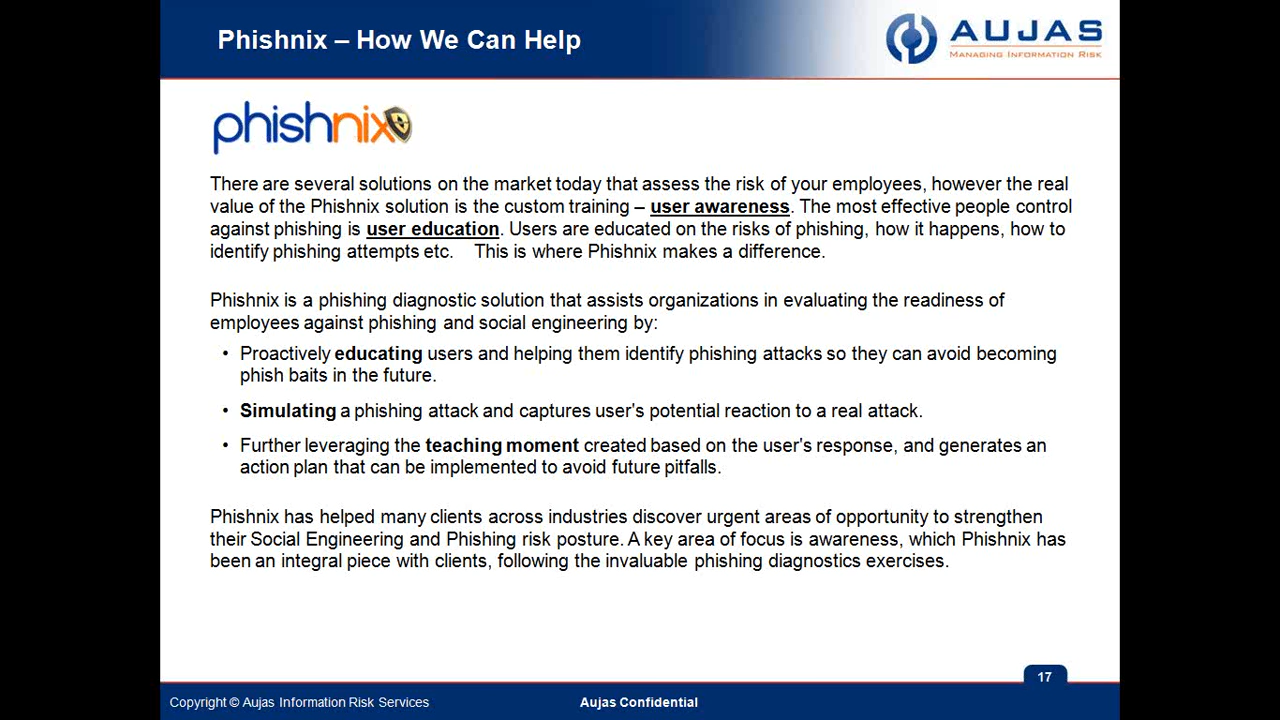 Phishnix – How We Can Help
AUJAS
MANAGING INFORMATION RISK
phishnix
There are several solutions on the market today that assess the risk of your employees, however the real
value of the Phishnix solution is the custom training – user awareness. The most effective people control
against phishing is user education. Users are educated on the risks of phishing, how it happens, how to
identify phishing attempts etc. This is where Phishnix makes a difference.
Phishnix is a phishing diagnostic solution that assists organizations in evaluating the readiness of
employees against phishing and social engineering by:
• Proactively educating users and helping them identify phishing attacks so they can avoid becoming
phish baits in the future.
• Simulating a phishing attack and captures user's potential reaction to a real attack.
• Further leveraging the teaching moment created based on the user's response, and generates an
action plan that can be implemented to avoid future pitfalls.
Phishnix has helped many clients across industries discover urgent areas of opportunity to strengthen
their Social Engineering and Phishing risk posture. A key area of focus is awareness, which Phishnix has
been an integral piece with clients, following the invaluable phishing diagnostics exercises.
17
Copyright © Aujas Information Risk Services
Aujas Confidential